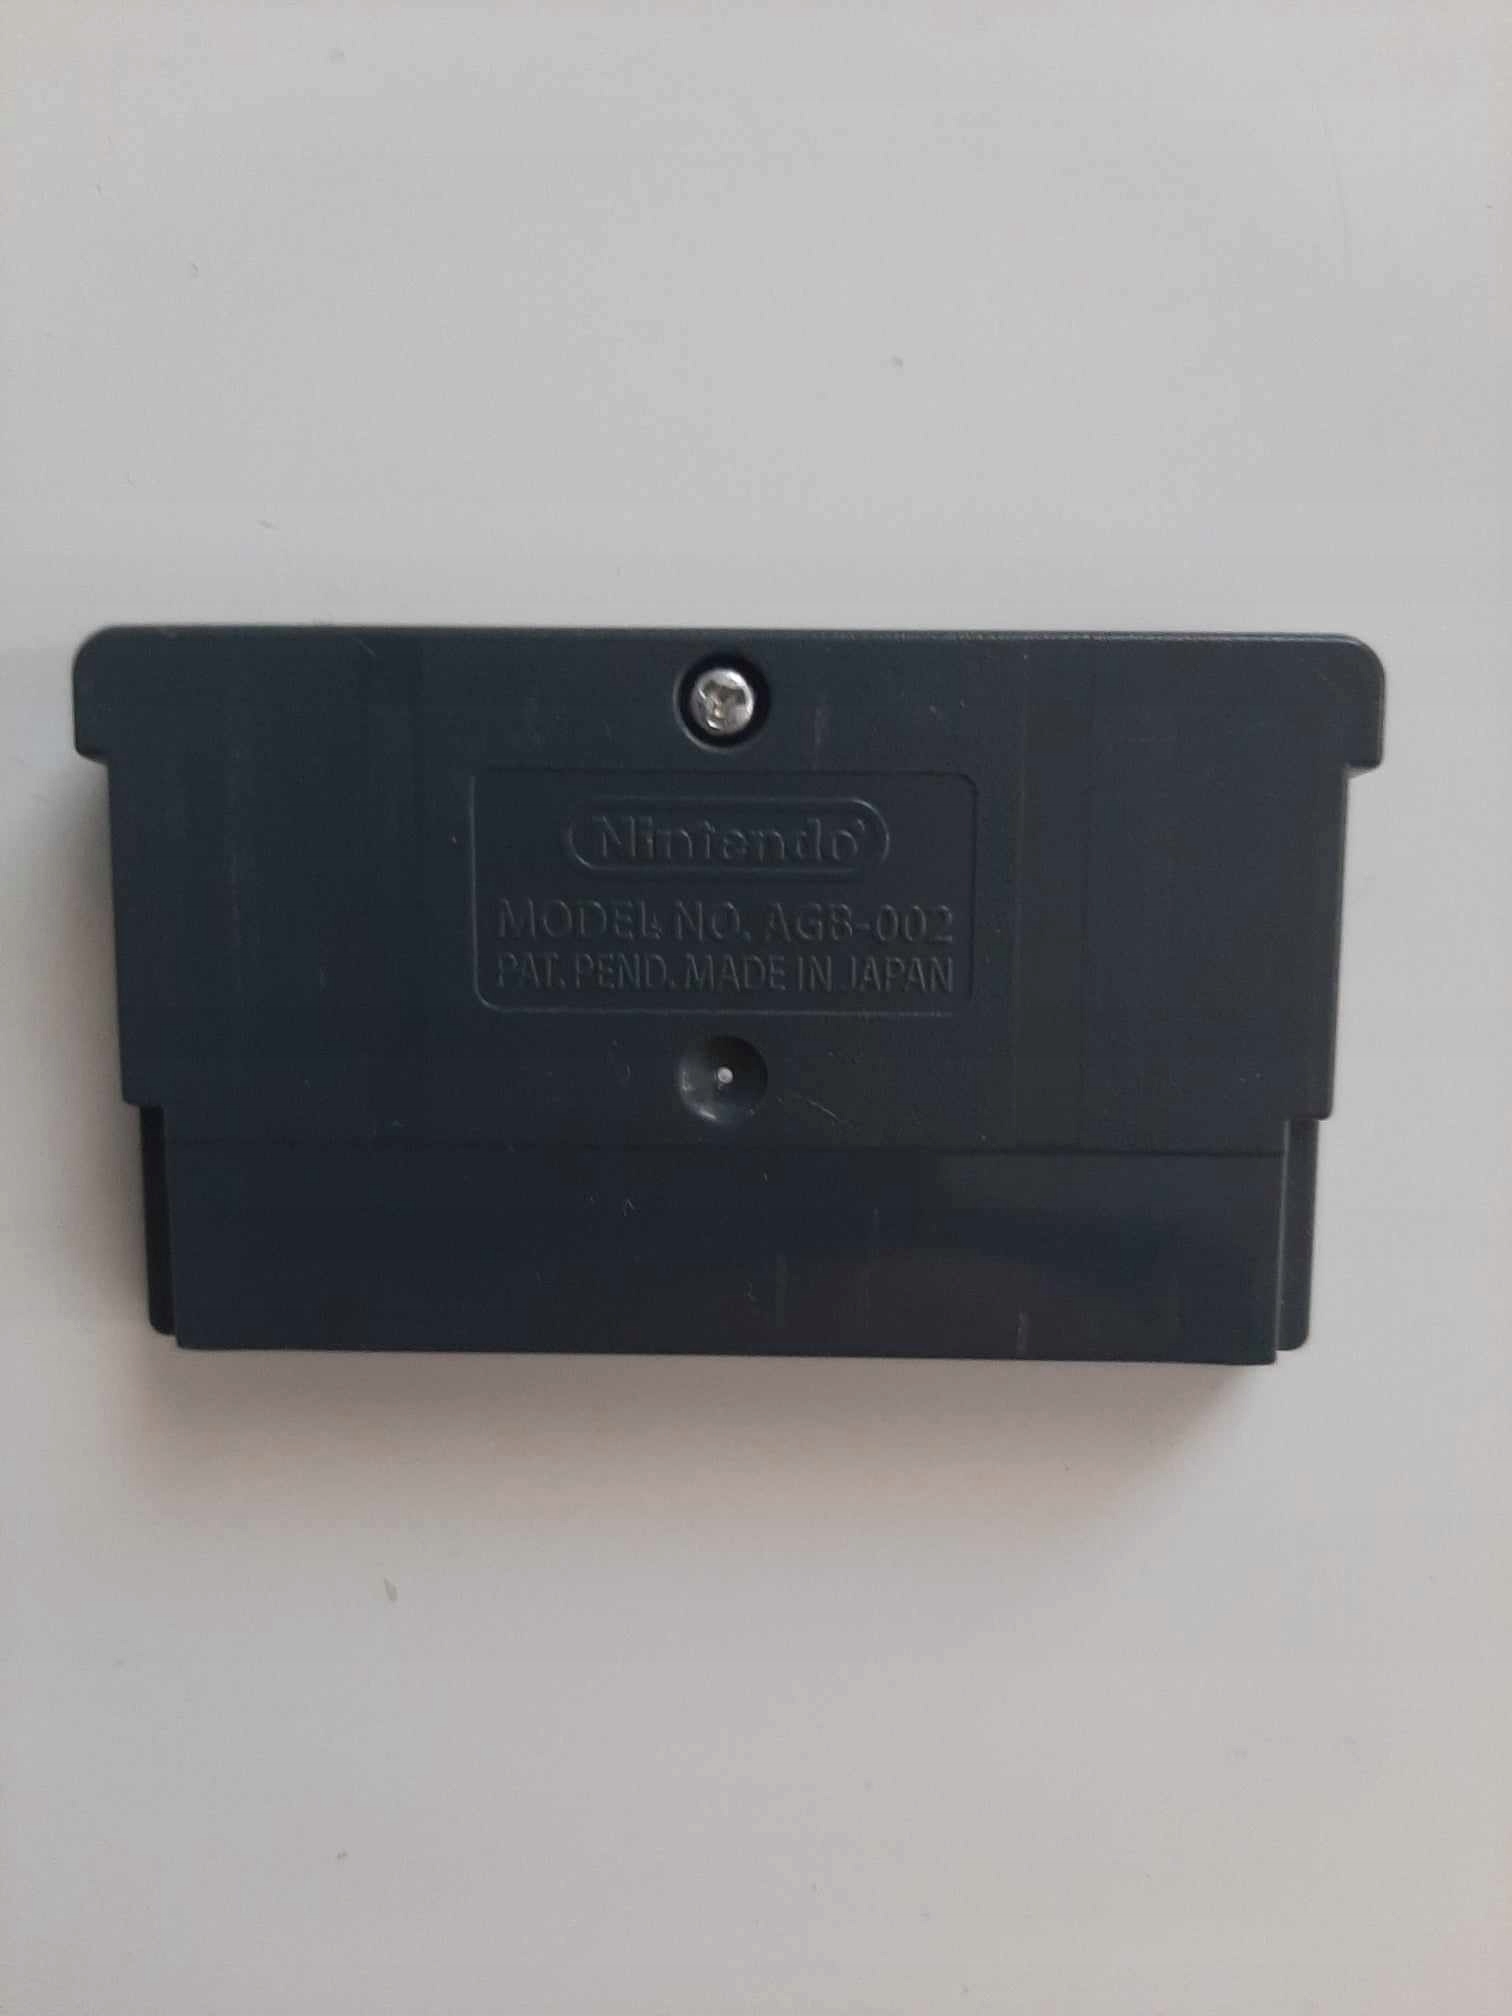 Nintendo®
MODEL NO. AGB-002
PAT. PEND. MADE IN JAPAN